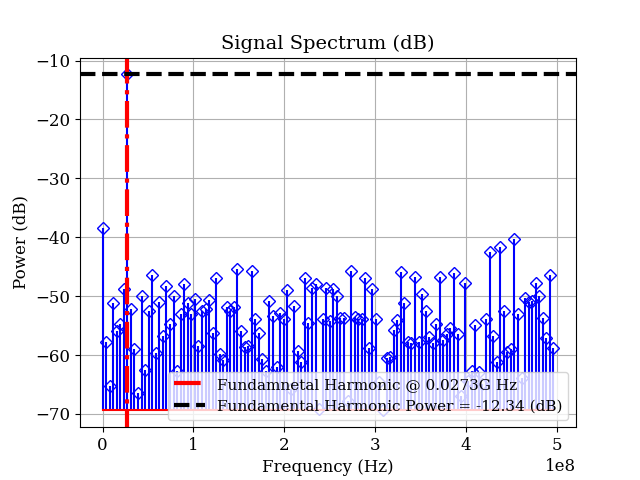 Signal Spectrum (dB)
Power (dB)
−10
−20
−30
−40
−50
−60
−70
0
1
2
3
4
5
1e8
Frequency (Hz)
Fundamnetal Harmonic @ 0.0273G Hz
Fundamental Harmonic Power = -12.34 (dB)